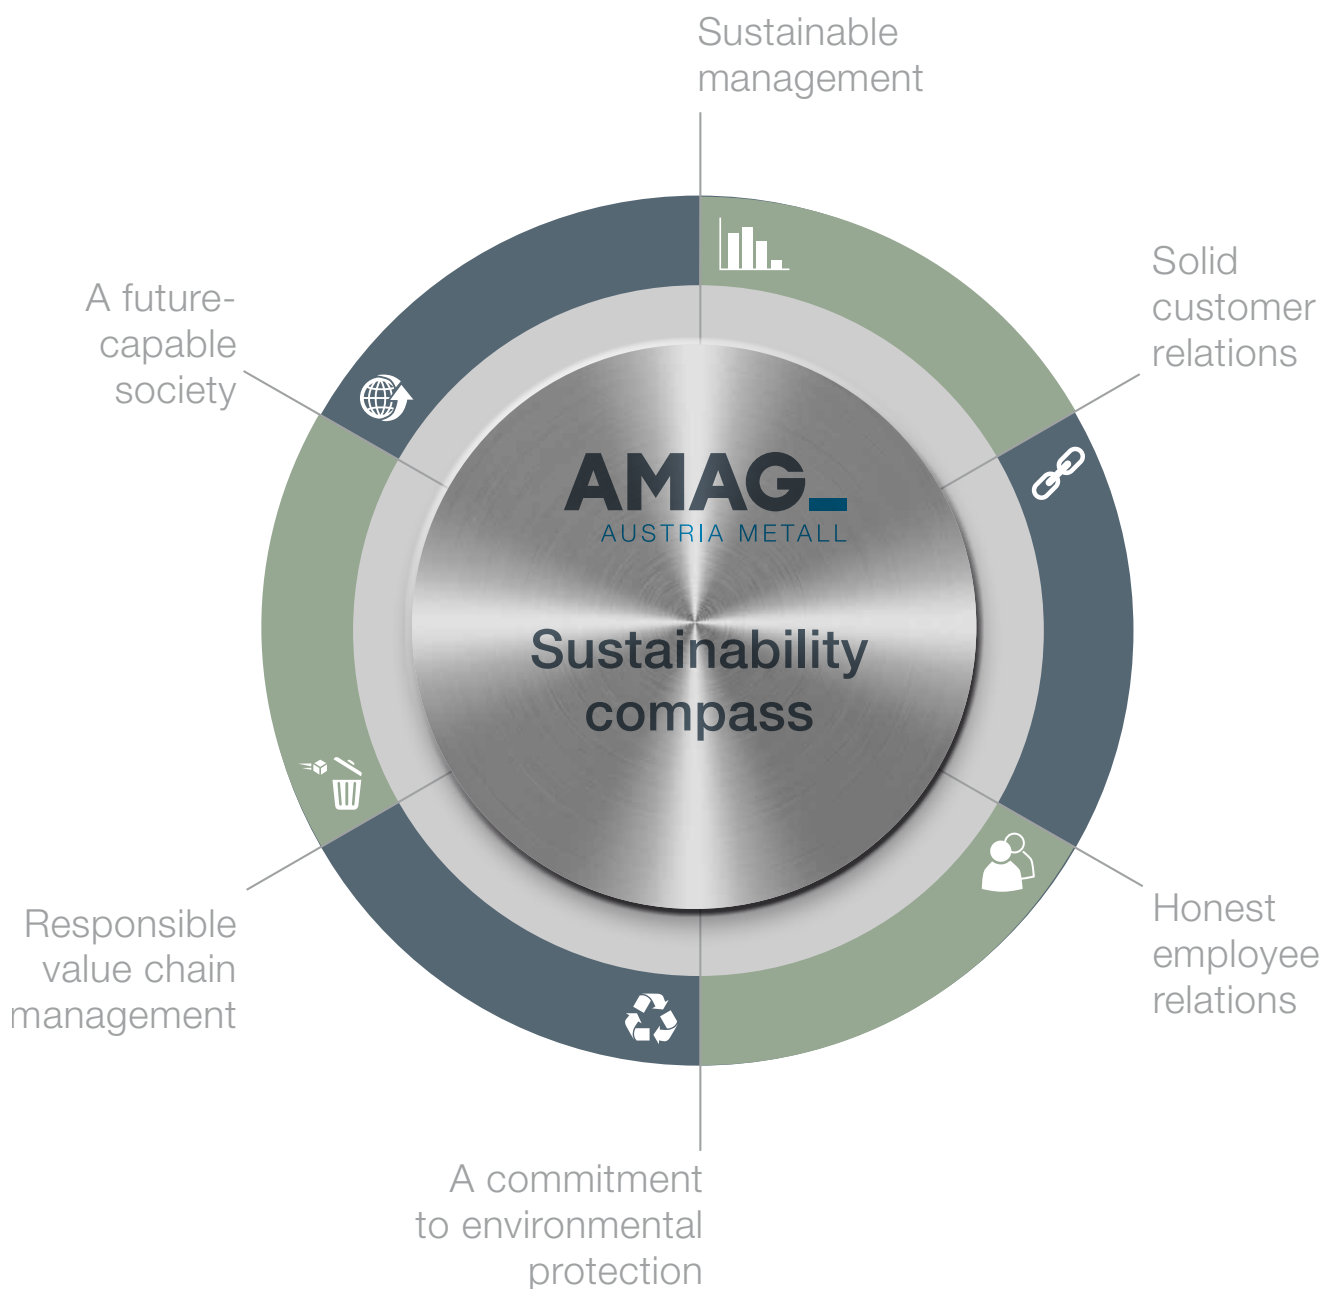 Sustainable
management
Solid
customer
relations
A future-
capable
society
AMAG_
AUSTRIA METALL
Sustainability
compass
Honest
employee
relations
Responsible
value chain
management
A commitment
to environmental
protection